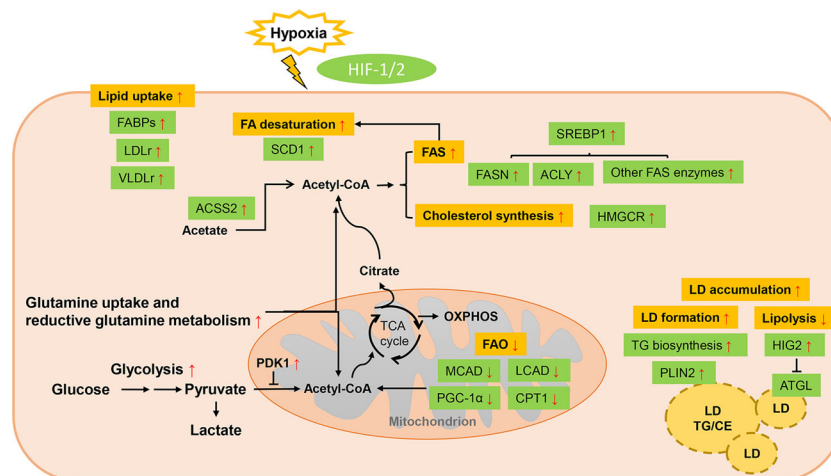 Hypoxia
HIF-1/2
Lipid uptake ↑
FABPs ↑
LDLr ↑
VLDLr ↑
FA desaturation ↑
SCD1 ↑
FAS ↑
SREBP1 ↑
FASN ↑
ACLY ↑
Other FAS enzymes ↑
ACSS2 ↑
Acetate
Acetyl-CoA
Cholesterol synthesis ↑
HMGCR ↑
Citrate
Glutamine uptake and
reductive glutamine metabolism ↑
TCA
cycle
OXPHOS
FAO ↓
MCAD ↓
LCAD ↓
PGC-1α ↓
CPT1 ↓
Mitochondrion
Glycolysis ↑
PDK1 ↑
Glucose
Pyruvate
Acetyl-CoA
Lactate
LD accumulation ↑
LD formation ↑
Lipolysis ↓
TG biosynthesis ↑
HIG2 ↑
PLIN2 ↑
ATGL
LD
TG/CE
LD
LD